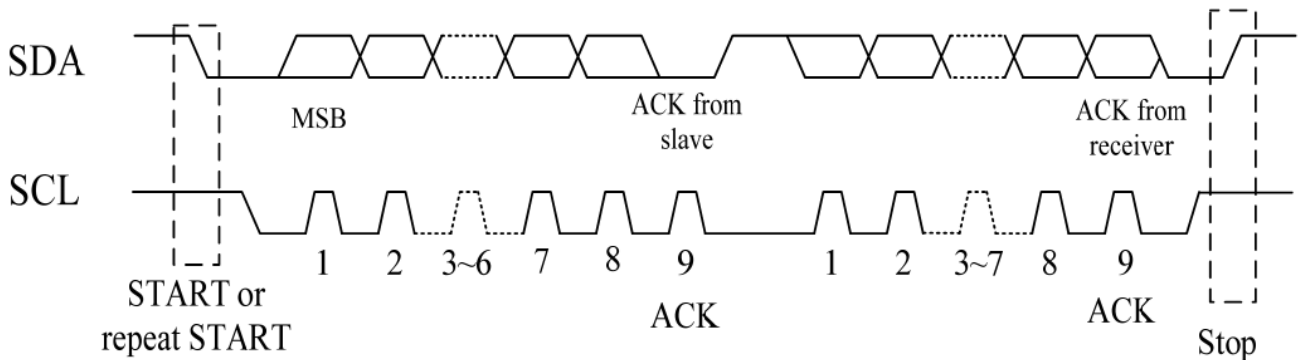 SDA
MSB
ACK from
slave
ACK from
receiver
SCL
1 2 3~6 7 8 9 1 2 3~7 8 9
START or
repeat START
ACK
ACK
Stop